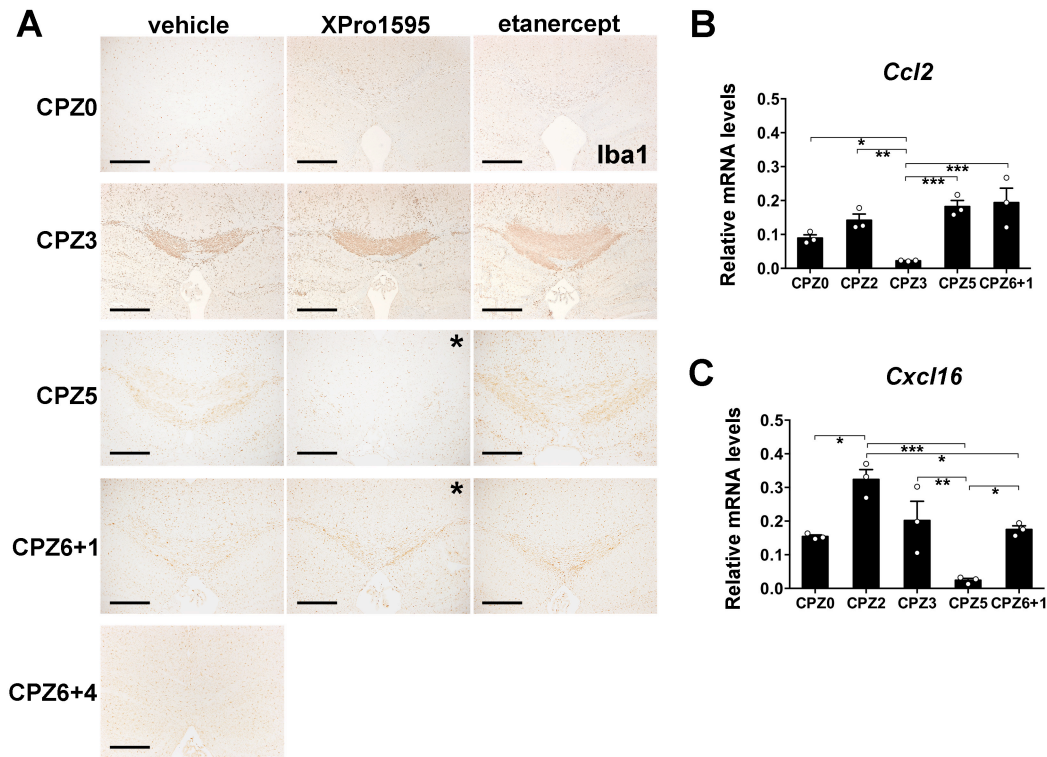 A
vehicle XPro1595 etanercept
CPZ0
Iba1
CPZ3
CPZ5
*
CPZ6+1
*
CPZ6+4
B
Ccl2
Relative mRNA levels
0.5
0.4
0.3
0.2
0.1
0.0
*
**
***
***
CPZ0 CPZ2 CPZ3 CPZ5 CPZ6+1
C
Cxcl16
Relative mRNA levels
0.5
0.4
0.3
0.2
0.1
0.0
*
***
*
**
*
CPZ0 CPZ2 CPZ3 CPZ5 CPZ6+1